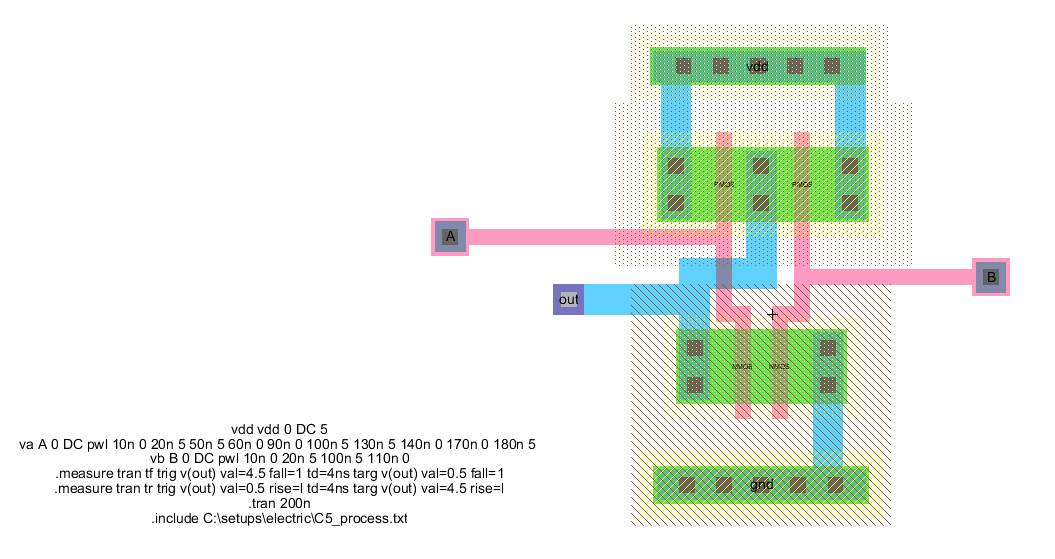 vdd
PMOS PMOS
A
B
out
NMOS NMOS
gnd
vdd vdd 0 DC 5
va A 0 DC pwl 10n 0 20n 5 50n 5 60n 0 90n 0 100n 5 130n 5 140n 0 170n 0 180n 5
vb B 0 DC pwl 10n 0 20n 5 100n 5 110n 0
.measure tran tf trig v(out) val=4.5 fall=1 td=4ns targ v(out) val=0.5 fall=1
.measure tran tr trig v(out) val=0.5 rise=l td=4ns targ v(out) val=4.5 rise=l
.tran 200n
.include C:\setups\electric\C5_process.txt